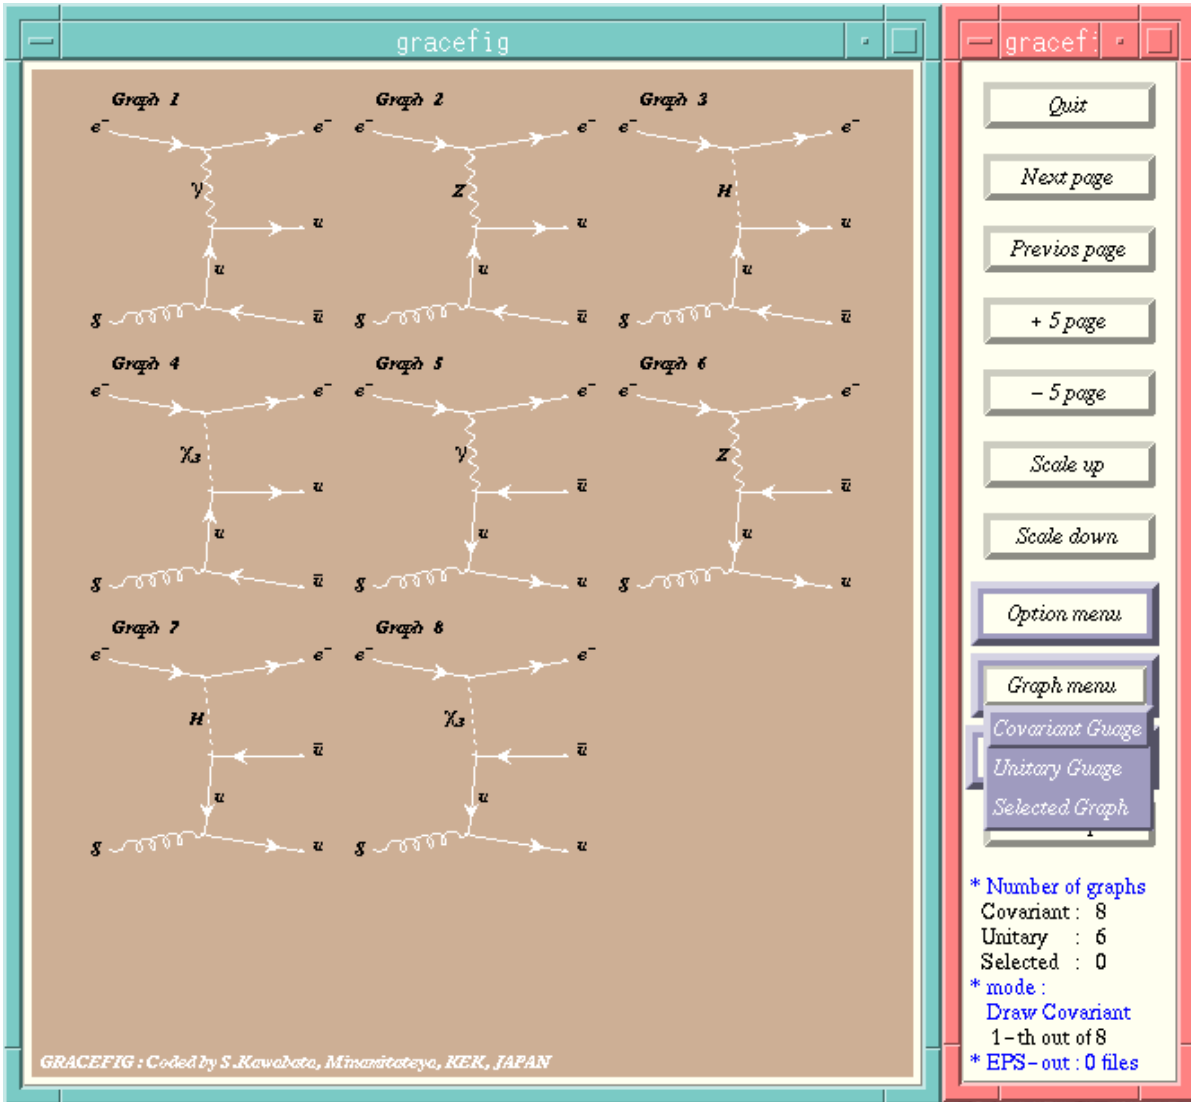 gracefig
Graph 1
e⁻
e⁻
γ
u
u
g
ū
Graph 2
e⁻
e⁻
Z
u
u
g
ū
Graph 3
e⁻
e⁻
H
u
u
g
ū
Graph 4
e⁻
e⁻
χ₃
u
u
g
ū
Graph 5
e⁻
e⁻
γ
ū
u
g
u
Graph 6
e⁻
e⁻
Z
ū
u
g
u
Graph 7
e⁻
e⁻
H
ū
u
g
u
Graph 8
e⁻
e⁻
χ₃
ū
u
g
u
GRACEFIG : Coded by S.Kawabata, Minamitateya, KEK, JAPAN
gracefi
Quit
Next page
Previos page
+ 5 page
− 5 page
Scale up
Scale down
Option menu
Graph menu
Covariant Guage
Unitary Guage
Selected Graph
* Number of graphs
Covariant : 8
Unitary : 6
Selected : 0
* mode :
Draw Covariant
1-th out of 8
* EPS-out : 0 files